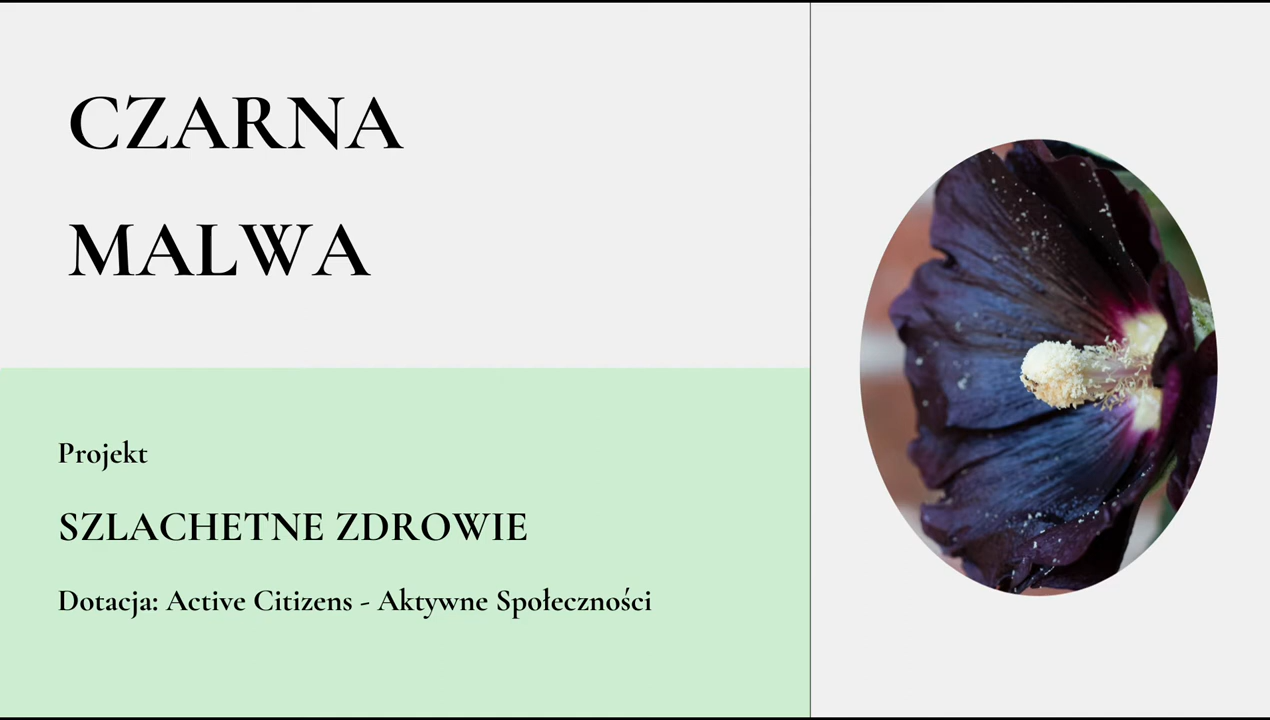 CZARNA
MALWA
Projekt
SZLACHETNE ZDROWIE
Dotacja: Active Citizens - Aktywne Społeczności